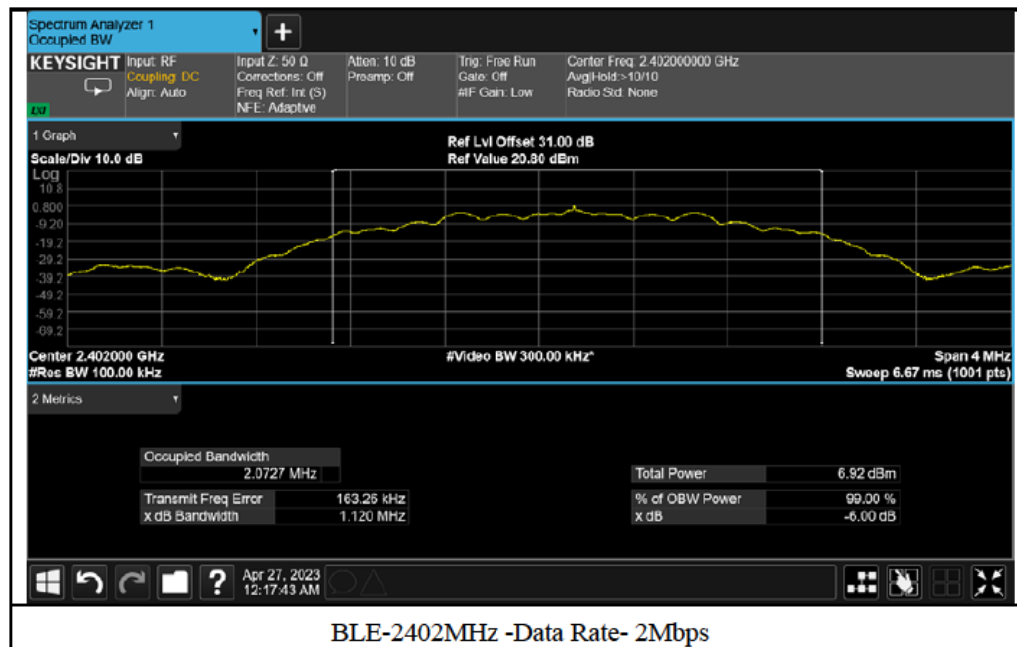 Spectrum Analyzer 1
Occupied BW
+
KEYSIGHT
Input: RF
Coupling: DC
Align: Auto
Input Z: 50 Ω
Corrections: Off
Freq Ref: Int (S)
NFE: Adaptive
Atten: 10 dB
Preamp: Off
Trig: Free Run
Gate: Off
#IF Gain: Low
Center Freq: 2.402000000 GHz
Avg|Hold:>10/10
Radio Std: None
LXI
1 Graph
Scale/Div 10.0 dB
Ref Lvl Offset 31.00 dB
Ref Value 20.80 dBm
Log
10.8
0.800
-9.20
-19.2
-29.2
-39.2
-49.2
-59.2
-69.2
Center 2.402000 GHz
#Video BW 300.00 kHz*
Span 4 MHz
#Res BW 100.00 kHz
Sweep 6.67 ms (1001 pts)
2 Metrics
Occupied Bandwidth
2.0727 MHz
Transmit Freq Error 163.26 kHz
x dB Bandwidth 1.120 MHz
Total Power 6.92 dBm
% of OBW Power 99.00 %
x dB -6.00 dB
?
Apr 27, 2023
12:17:43 AM
BLE-2402MHz -Data Rate- 2Mbps